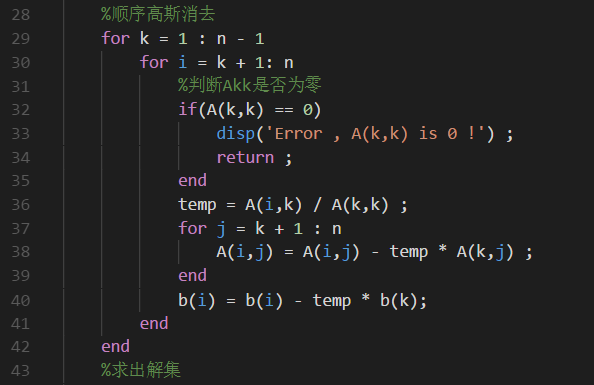 28 %顺序高斯消去
29 for k = 1 : n - 1
30 for i = k + 1: n
31 %判断Akk是否为零
32 if(A(k,k) == 0)
33 disp('Error , A(k,k) is 0 !') ;
34 return ;
35 end
36 temp = A(i,k) / A(k,k) ;
37 for j = k + 1 : n
38 A(i,j) = A(i,j) - temp * A(k,j) ;
39 end
40 b(i) = b(i) - temp * b(k);
41 end
42 end
43 %求出解集